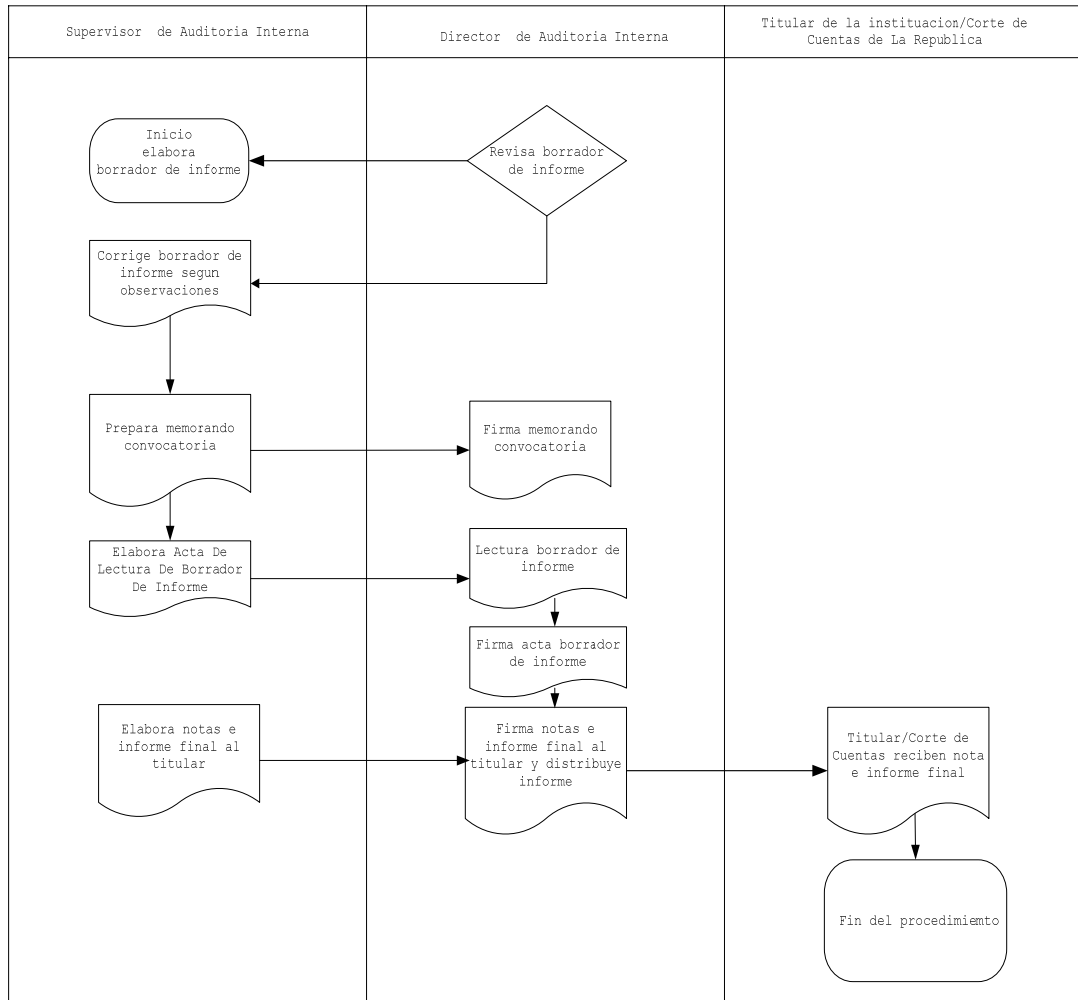 Supervisor de Auditoria Interna
Director de Auditoria Interna
Titular de la instituacion/Corte de
Cuentas de La Republica
Inicio
elabora
borrador de informe
Revisa borrador
de informe
Corrige borrador de
informe segun
observaciones
Prepara memorando
convocatoria
Firma memorando
convocatoria
Elabora Acta De
Lectura De Borrador
De Informe
Lectura borrador de
informe
Firma acta borrador
de informe
Elabora notas e
informe final al
titular
Firma notas e
informe final al
titular y distribuye
informe
Titular/Corte de
Cuentas reciben nota
e informe final
Fin del procedimiemto